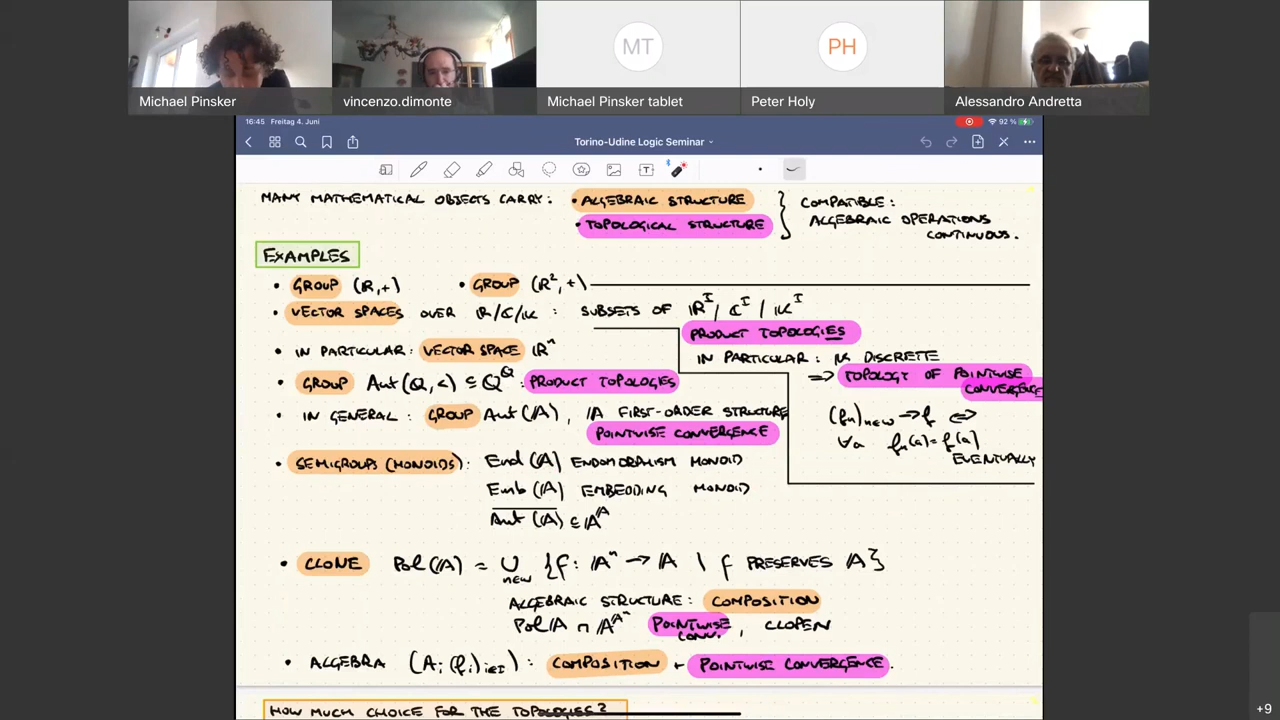 MT
PH
Michael Pinsker
vincenzo.dimonte
Michael Pinsker tablet
Peter Holy
Alessandro Andretta
16:45 Freitag 4. Juni
92 %
Torino-Udine Logic Seminar
MANY MATHEMATICAL OBJECTS CARRY: • ALGEBRAIC STRUCTURE
• TOPOLOGICAL STRUCTURE
} COMPATIBLE:
ALGEBRAIC OPERATIONS
CONTINUOUS.
EXAMPLES
• GROUP (ℝ,+) • GROUP (ℝ²,+)
• VECTOR SPACES OVER ℝ/ℂ/𝕂 : SUBSETS OF ℝ^I / ℂ^I / 𝕂^I
PRODUCT TOPOLOGIES
• IN PARTICULAR: VECTOR SPACE ℝⁿ
IN PARTICULAR: 𝕂 DISCRETE
⇒ TOPOLOGY OF POINTWISE
CONVERGENCE
• GROUP Aut(ℚ,<) ⊆ ℚ^ℚ : PRODUCT TOPOLOGIES
• IN GENERAL: GROUP Aut(𝔸), 𝔸 FIRST-ORDER STRUCTURE
POINTWISE CONVERGENCE
(fn)n∈ω → f ⇔
∀a fn(a)=f(a)
EVENTUALLY
• SEMIGROUPS (MONOIDS): End(𝔸) ENDOMORPHISM MONOID
Emb(𝔸) EMBEDDING MONOID
Aut(𝔸) ⊆ 𝔸^𝔸
• CLONE Pol(𝔸) = ∪n∈ω {f: 𝔸ⁿ → 𝔸 | f PRESERVES 𝔸}
ALGEBRAIC STRUCTURE: COMPOSITION
Pol𝔸 ∩ 𝔸^𝔸ⁿ POINTWISE CONV., CLOPEN
• ALGEBRA (A; (fi)i∈I): COMPOSITION + POINTWISE CONVERGENCE.
HOW MUCH CHOICE FOR THE TOPOLOGIES?
+9